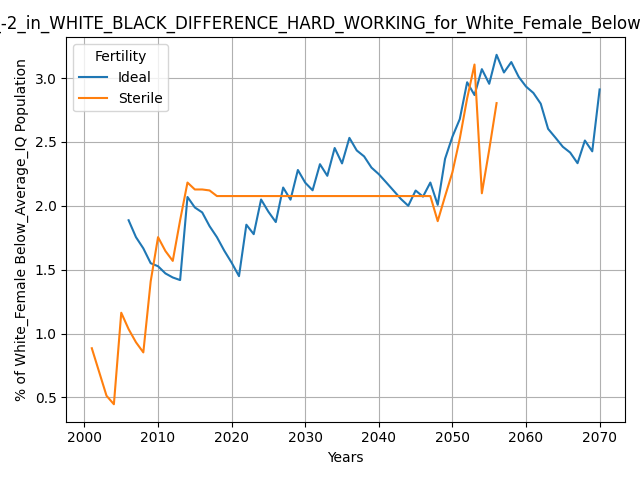 -2_in_WHITE_BLACK_DIFFERENCE_HARD_WORKING_for_White_Female_Below
Fertility
Ideal
Sterile
% of White_Female Below_Average_IQ Population
3.0
2.5
2.0
1.5
1.0
0.5
2000 2010 2020 2030 2040 2050 2060 2070
Years